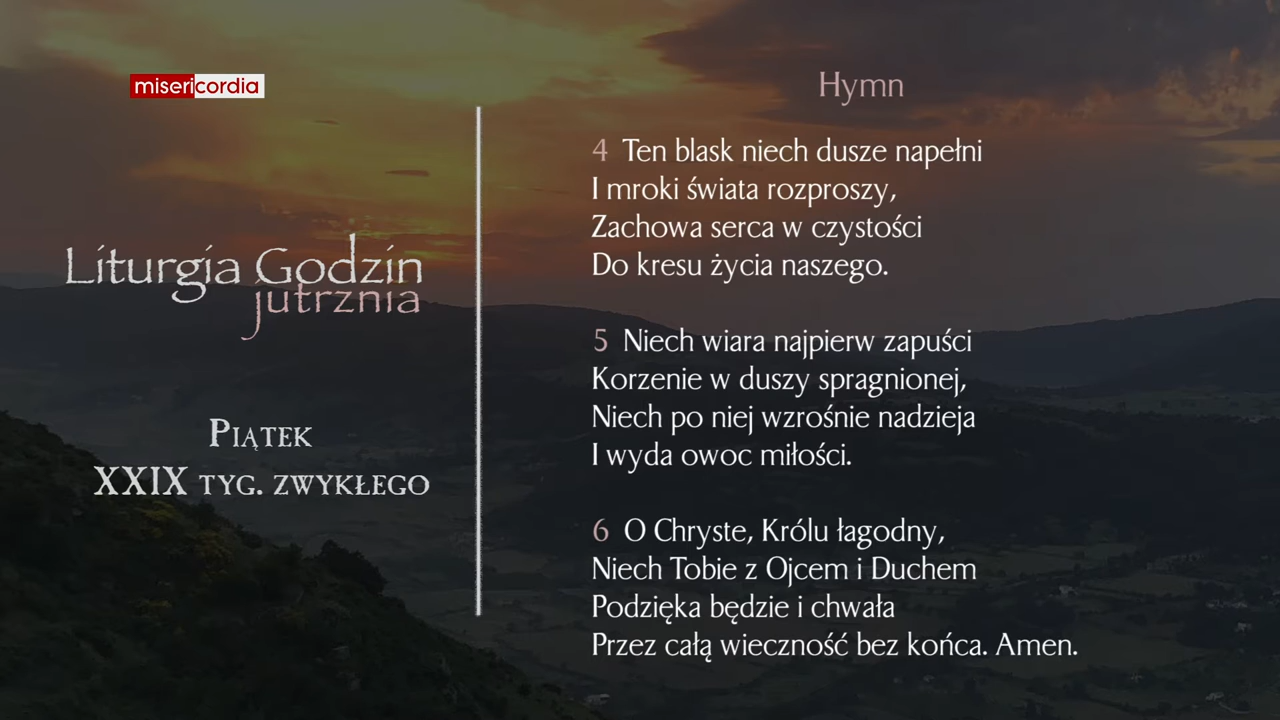 misericordia
Liturgia Godzin
jutrznia
Piątek
XXIX tyg. zwykłego
Hymn
4 Ten blask niech dusze napełni
I mroki świata rozproszy,
Zachowa serca w czystości
Do kresu życia naszego.
5 Niech wiara najpierw zapuści
Korzenie w duszy spragnionej,
Niech po niej wzrośnie nadzieja
I wyda owoc miłości.
6 O Chryste, Królu łagodny,
Niech Tobie z Ojcem i Duchem
Podzięka będzie i chwała
Przez całą wieczność bez końca. Amen.